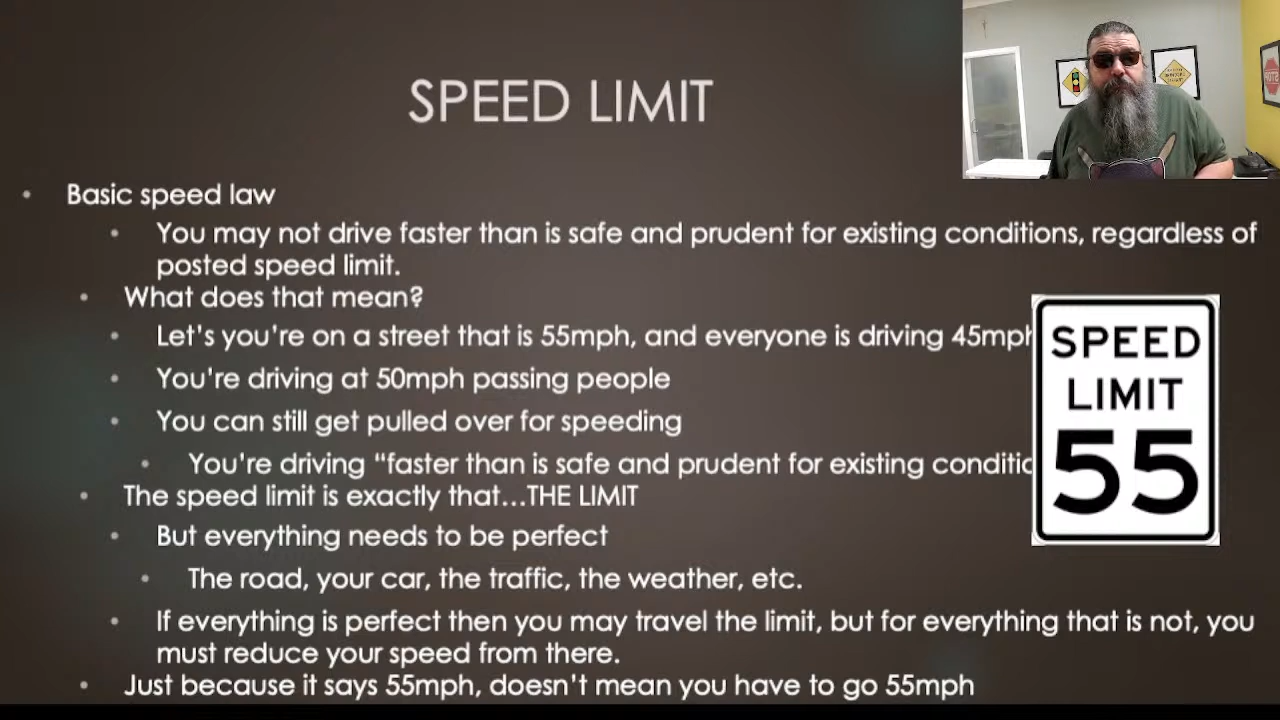 SPEED LIMIT
Basic speed law
You may not drive faster than is safe and prudent for existing conditions, regardless of
posted speed limit.
What does that mean?
Let's you're on a street that is 55mph, and everyone is driving 45mph
You're driving at 50mph passing people
You can still get pulled over for speeding
You're driving “faster than is safe and prudent for existing conditic
The speed limit is exactly that...THE LIMIT
But everything needs to be perfect
The road, your car, the traffic, the weather, etc.
If everything is perfect then you may travel the limit, but for everything that is not, you
must reduce your speed from there.
Just because it says 55mph, doesn't mean you have to go 55mph
SPEED
LIMIT
55